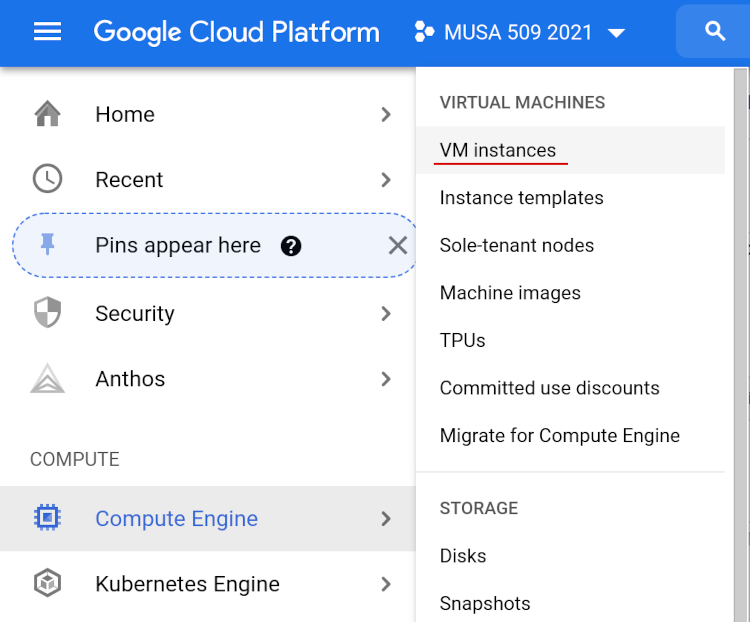 Google Cloud Platform
MUSA 509 2021
Home
Recent
Pins appear here ?
Security
Anthos
COMPUTE
Compute Engine
Kubernetes Engine
VIRTUAL MACHINES
VM instances
Instance templates
Sole-tenant nodes
Machine images
TPUs
Committed use discounts
Migrate for Compute Engine
STORAGE
Disks
Snapshots